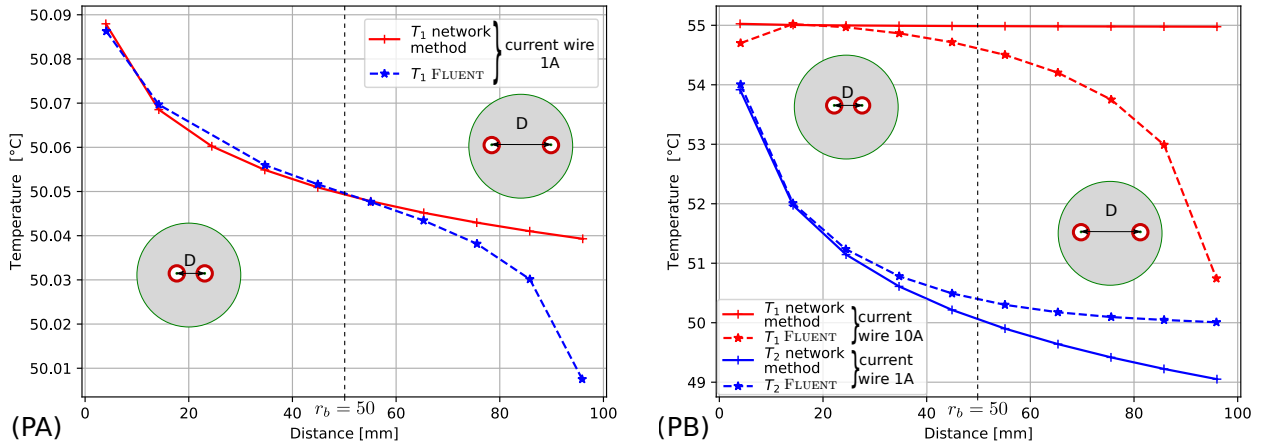 50.09
50.08
50.07
50.06
50.05
50.04
50.03
50.02
50.01
Temperature [°C]
T₁ network
method
T₁ FLUENT
current wire
1A
D
D
0
20
40
60
80
100
r_b = 50
Distance [mm]
(PA)
55
54
53
52
51
50
49
Temperature [°C]
D
D
T₁ network
method
T₁ FLUENT
current
wire 10A
T₂ network
method
T₂ FLUENT
current
wire 1A
0
20
40
60
80
100
r_b = 50
Distance [mm]
(PB)